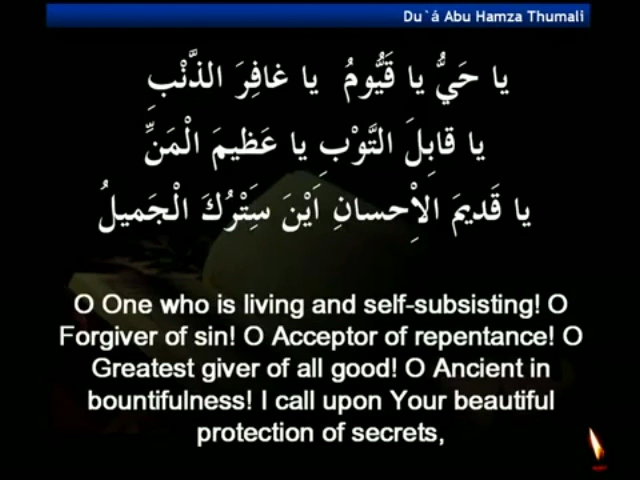 Du`á Abu Hamza Thumali
يا حَيُّ يا قَيُّومُ يا غافِرَ الذَّنْبِ
يا قابِلَ التَّوْبِ يا عَظيمَ الْمَنِّ
يا قَديمَ الاِْحسانِ اَيْنَ سَِتْرُكَ الْجَميلُ
O One who is living and self-subsisting! O
Forgiver of sin! O Acceptor of repentance! O
Greatest giver of all good! O Ancient in
bountifulness! I call upon Your beautiful
protection of secrets,